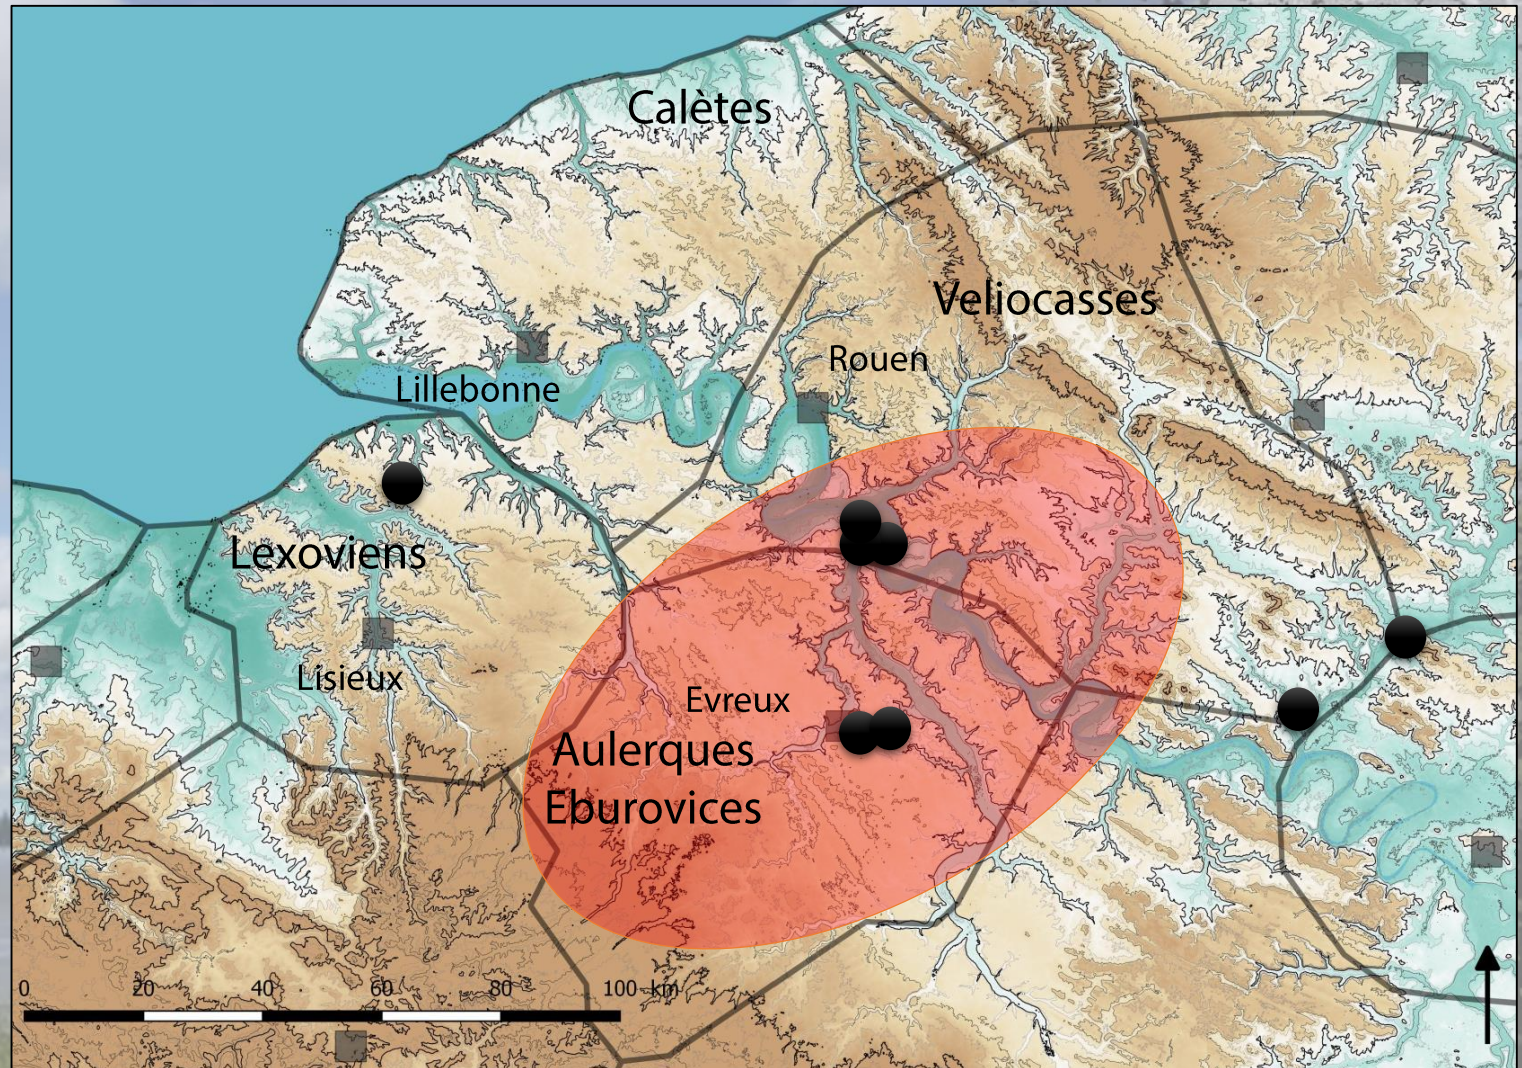 Calètes
Veliocasses
Rouen
Lillebonne
Lexoviens
Lisieux
Evreux
Aulerques
Eburovices
0 20 40 60 80 100 km